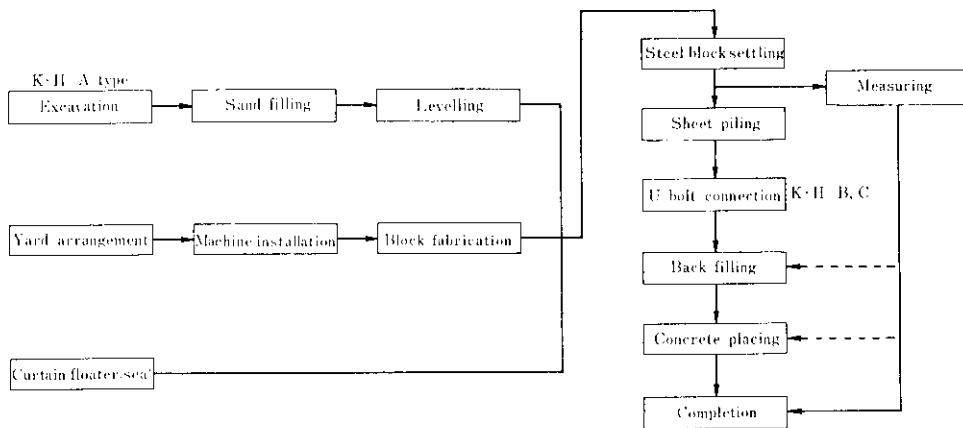 K·H A type
Excavation
Sand filling
Levelling
Yard arrangement
Machine installation
Block fabrication
Curtain floater-sea
Steel block settling
Measuring
Sheet piling
U bolt connection
K·H B, C
Back filling
Concrete placing
Completion